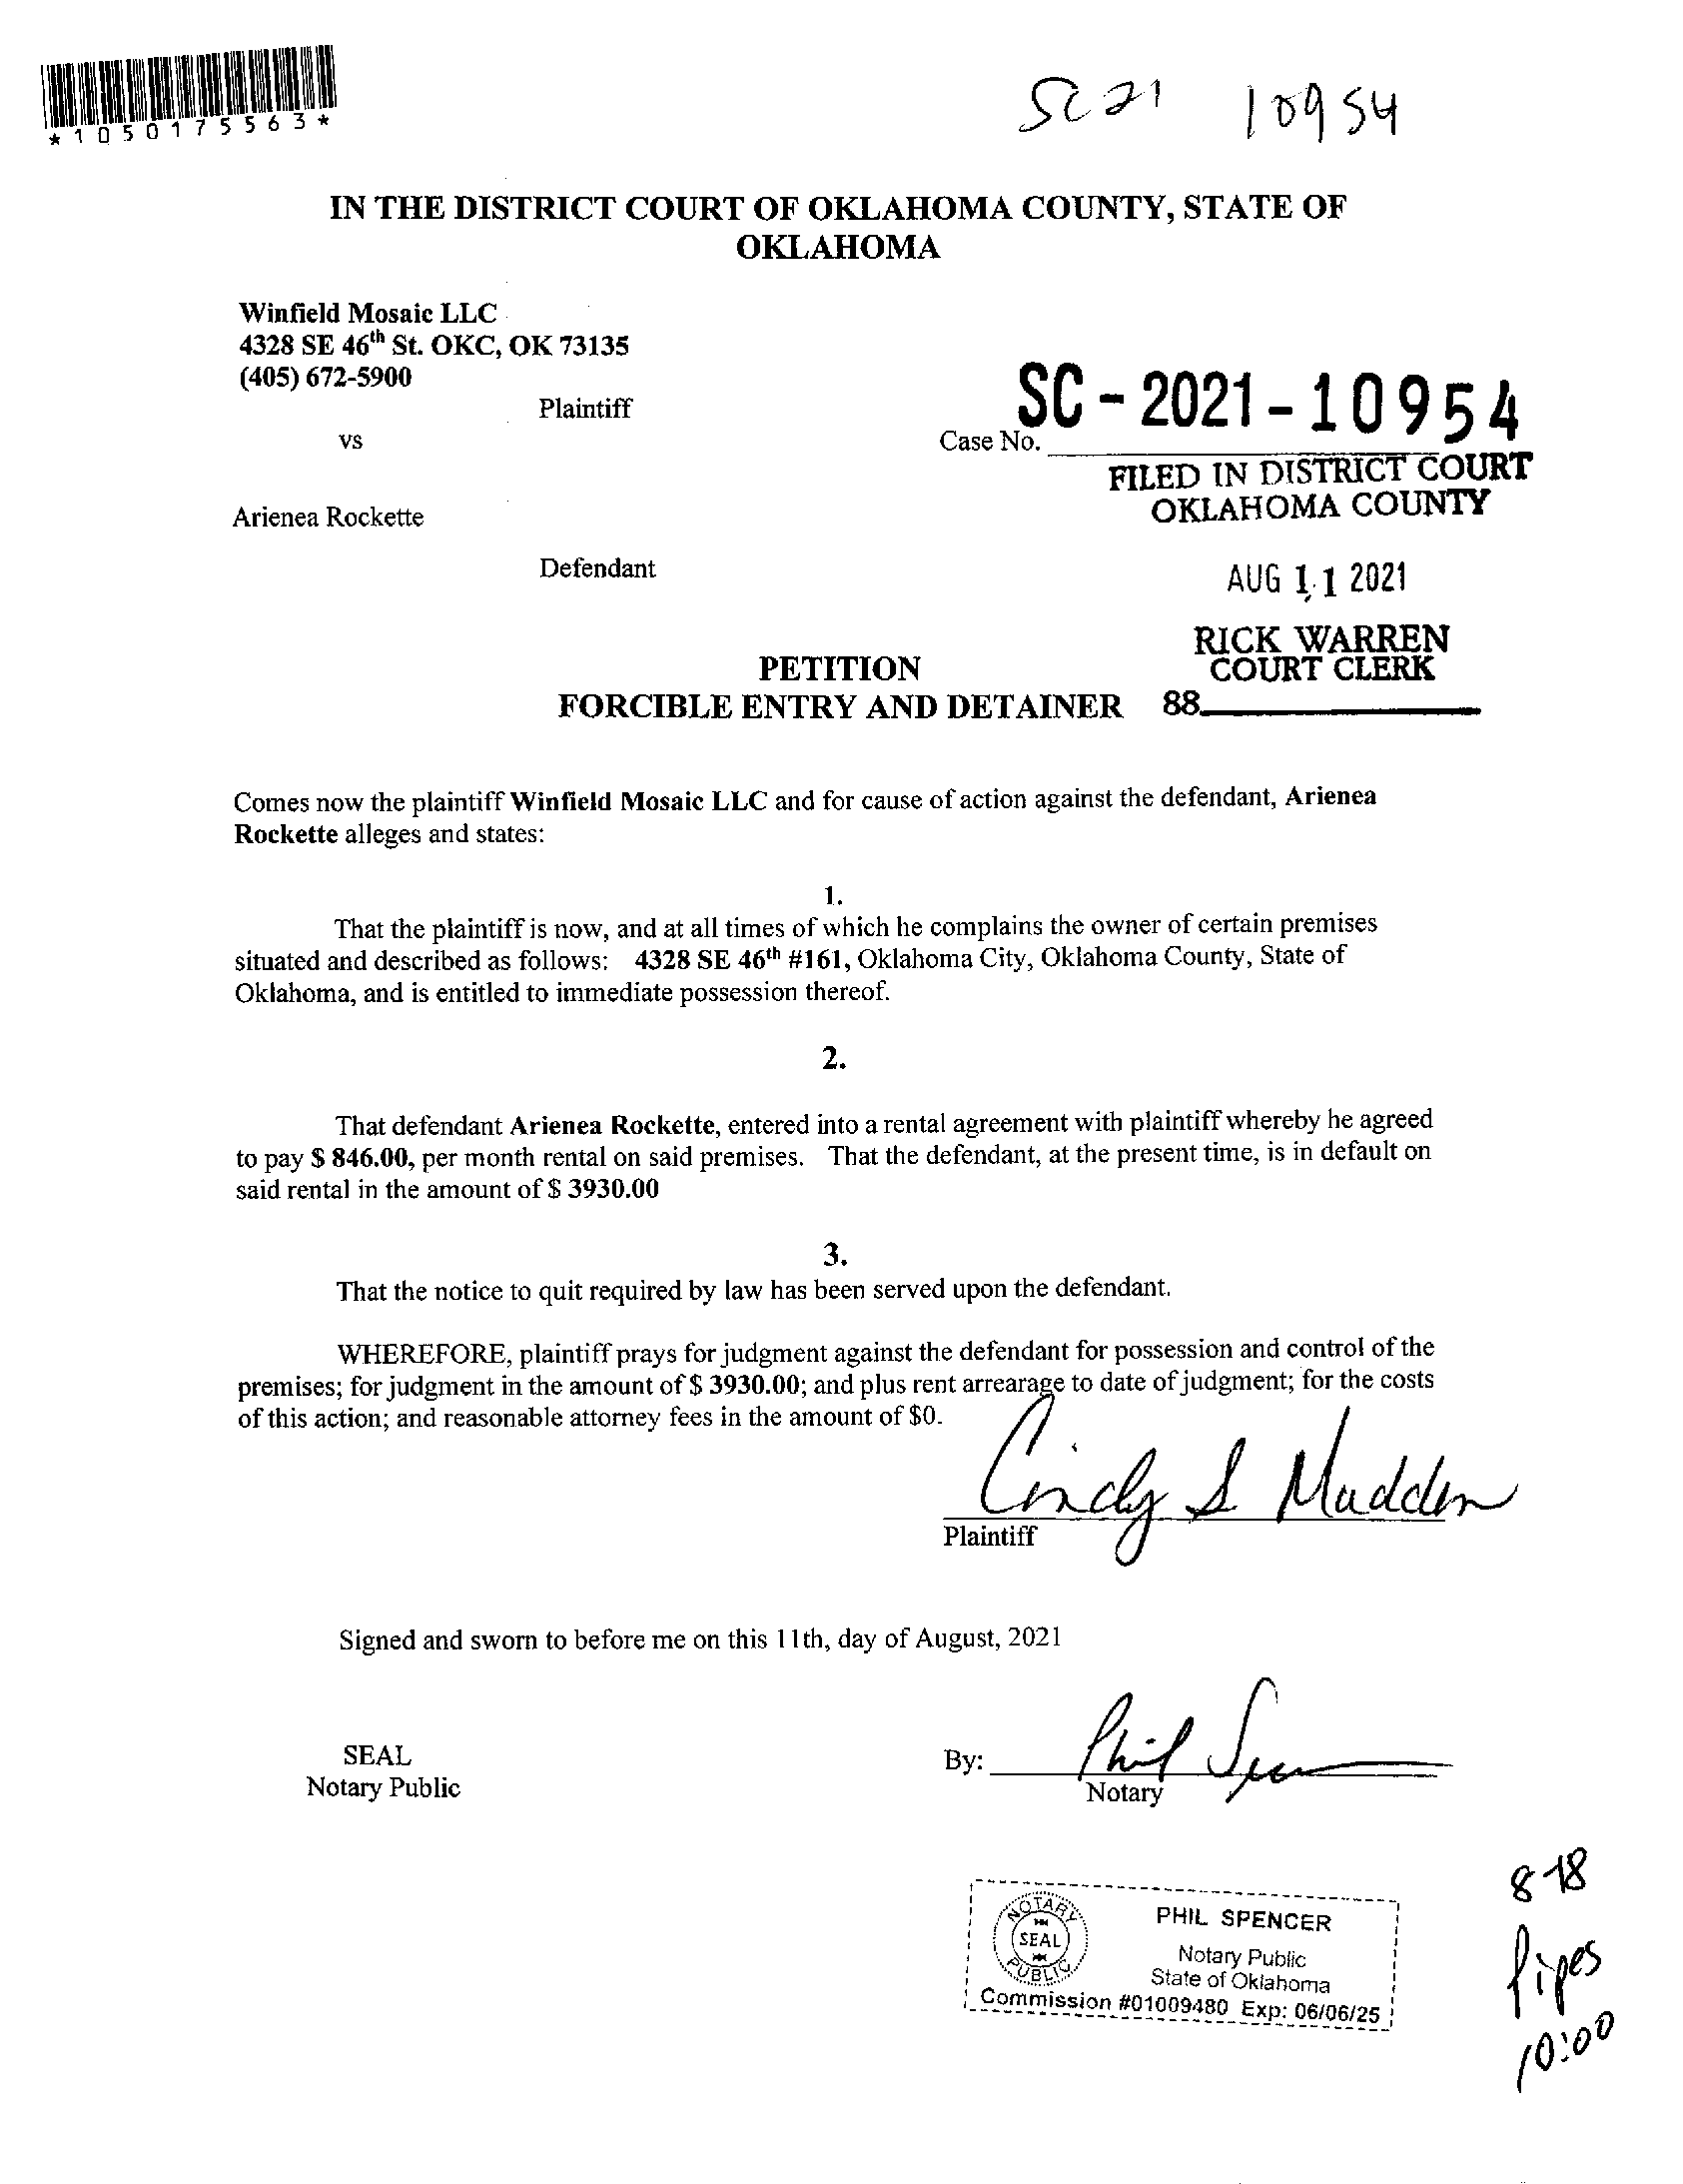 *1050175563*
SC 21 10954
IN THE DISTRICT COURT OF OKLAHOMA COUNTY, STATE OF
OKLAHOMA
Winfield Mosaic LLC
4328 SE 46th St. OKC, OK 73135
(405) 672-5900
Plaintiff
vs
SC - 2021 - 10954
Case No.
FILED IN DISTRICT COURT
OKLAHOMA COUNTY
Arienea Rockette
Defendant
AUG 11 2021
RICK WARREN
COURT CLERK
PETITION
FORCIBLE ENTRY AND DETAINER
88
Comes now the plaintiff Winfield Mosaic LLC and for cause of action against the defendant, Arienea
Rockette alleges and states:
1.
That the plaintiff is now, and at all times of which he complains the owner of certain premises
situated and described as follows: 4328 SE 46th #161, Oklahoma City, Oklahoma County, State of
Oklahoma, and is entitled to immediate possession thereof.
2.
That defendant Arienea Rockette, entered into a rental agreement with plaintiff whereby he agreed
to pay $ 846.00, per month rental on said premises. That the defendant, at the present time, is in default on
said rental in the amount of $ 3930.00
3.
That the notice to quit required by law has been served upon the defendant.
WHEREFORE, plaintiff prays for judgment against the defendant for possession and control of the
premises; for judgment in the amount of $ 3930.00; and plus rent arrearage to date of judgment; for the costs
of this action; and reasonable attorney fees in the amount of $0.
Cindy S Madden
Plaintiff
Signed and sworn to before me on this 11th, day of August, 2021
SEAL
Notary Public
By: Phil Spencer
Notary
NOTARY
SEAL
PUBLIC
PHIL SPENCER
Notary Public
State of Oklahoma
Commission #01009480 Exp: 06/06/25
8-18
Pipes
10:00